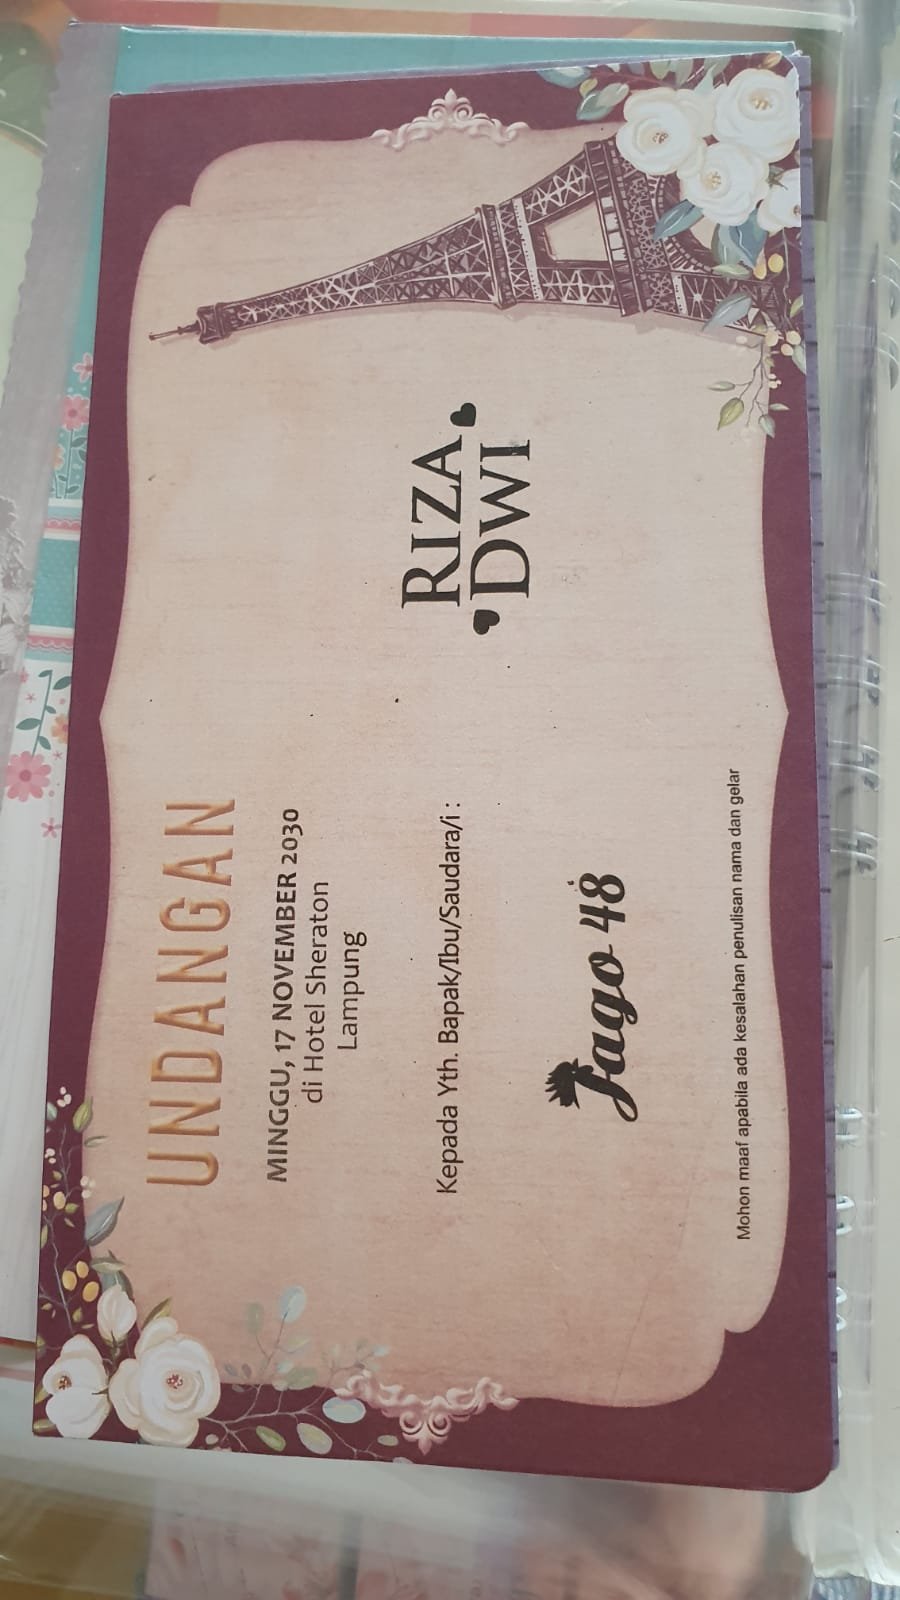 UNDANGAN
MINGGU, 17 NOVEMBER 2030
di Hotel Sheraton
Lampung
RIZA
DWI
Kepada Yth. Bapak/Ibu/Saudara/i :
Jago 48
Mohon maaf apabila ada kesalahan penulisan nama dan gelar